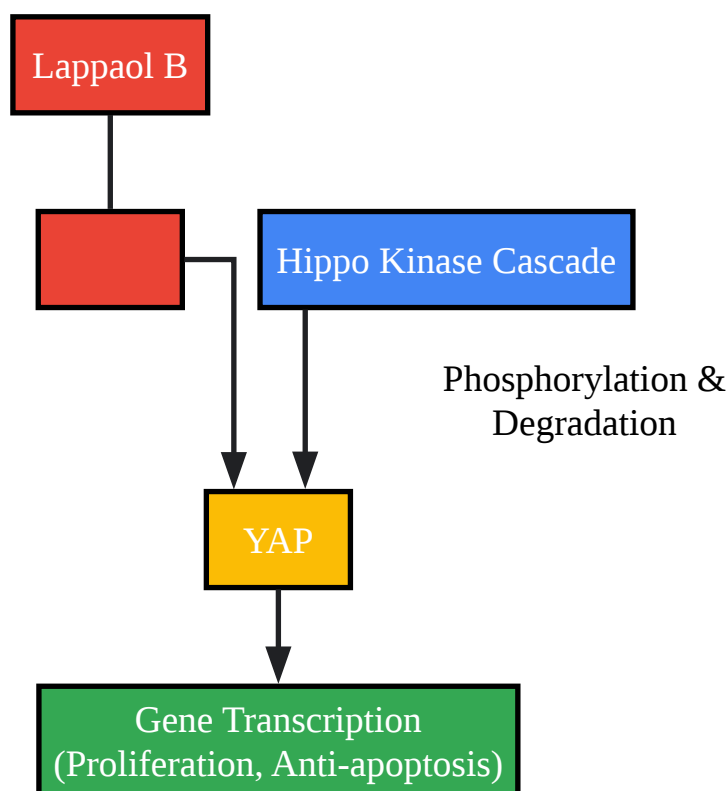 Lappaol B
Hippo Kinase Cascade
Phosphorylation &
Degradation
YAP
Gene Transcription
(Proliferation, Anti-apoptosis)